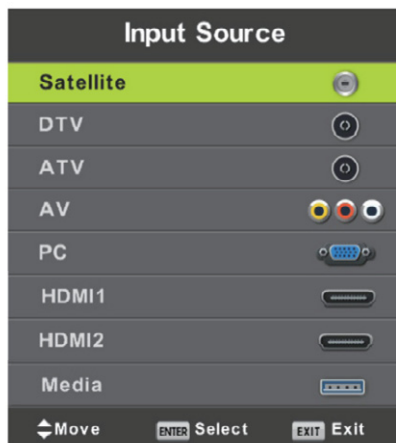 Input Source
Satellite
DTV
ATV
AV
PC
HDMI1
HDMI2
Media
Move ENTER Select EXIT Exit